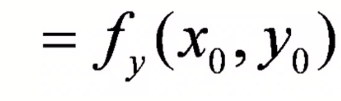 = f_y(x_0, y_0)